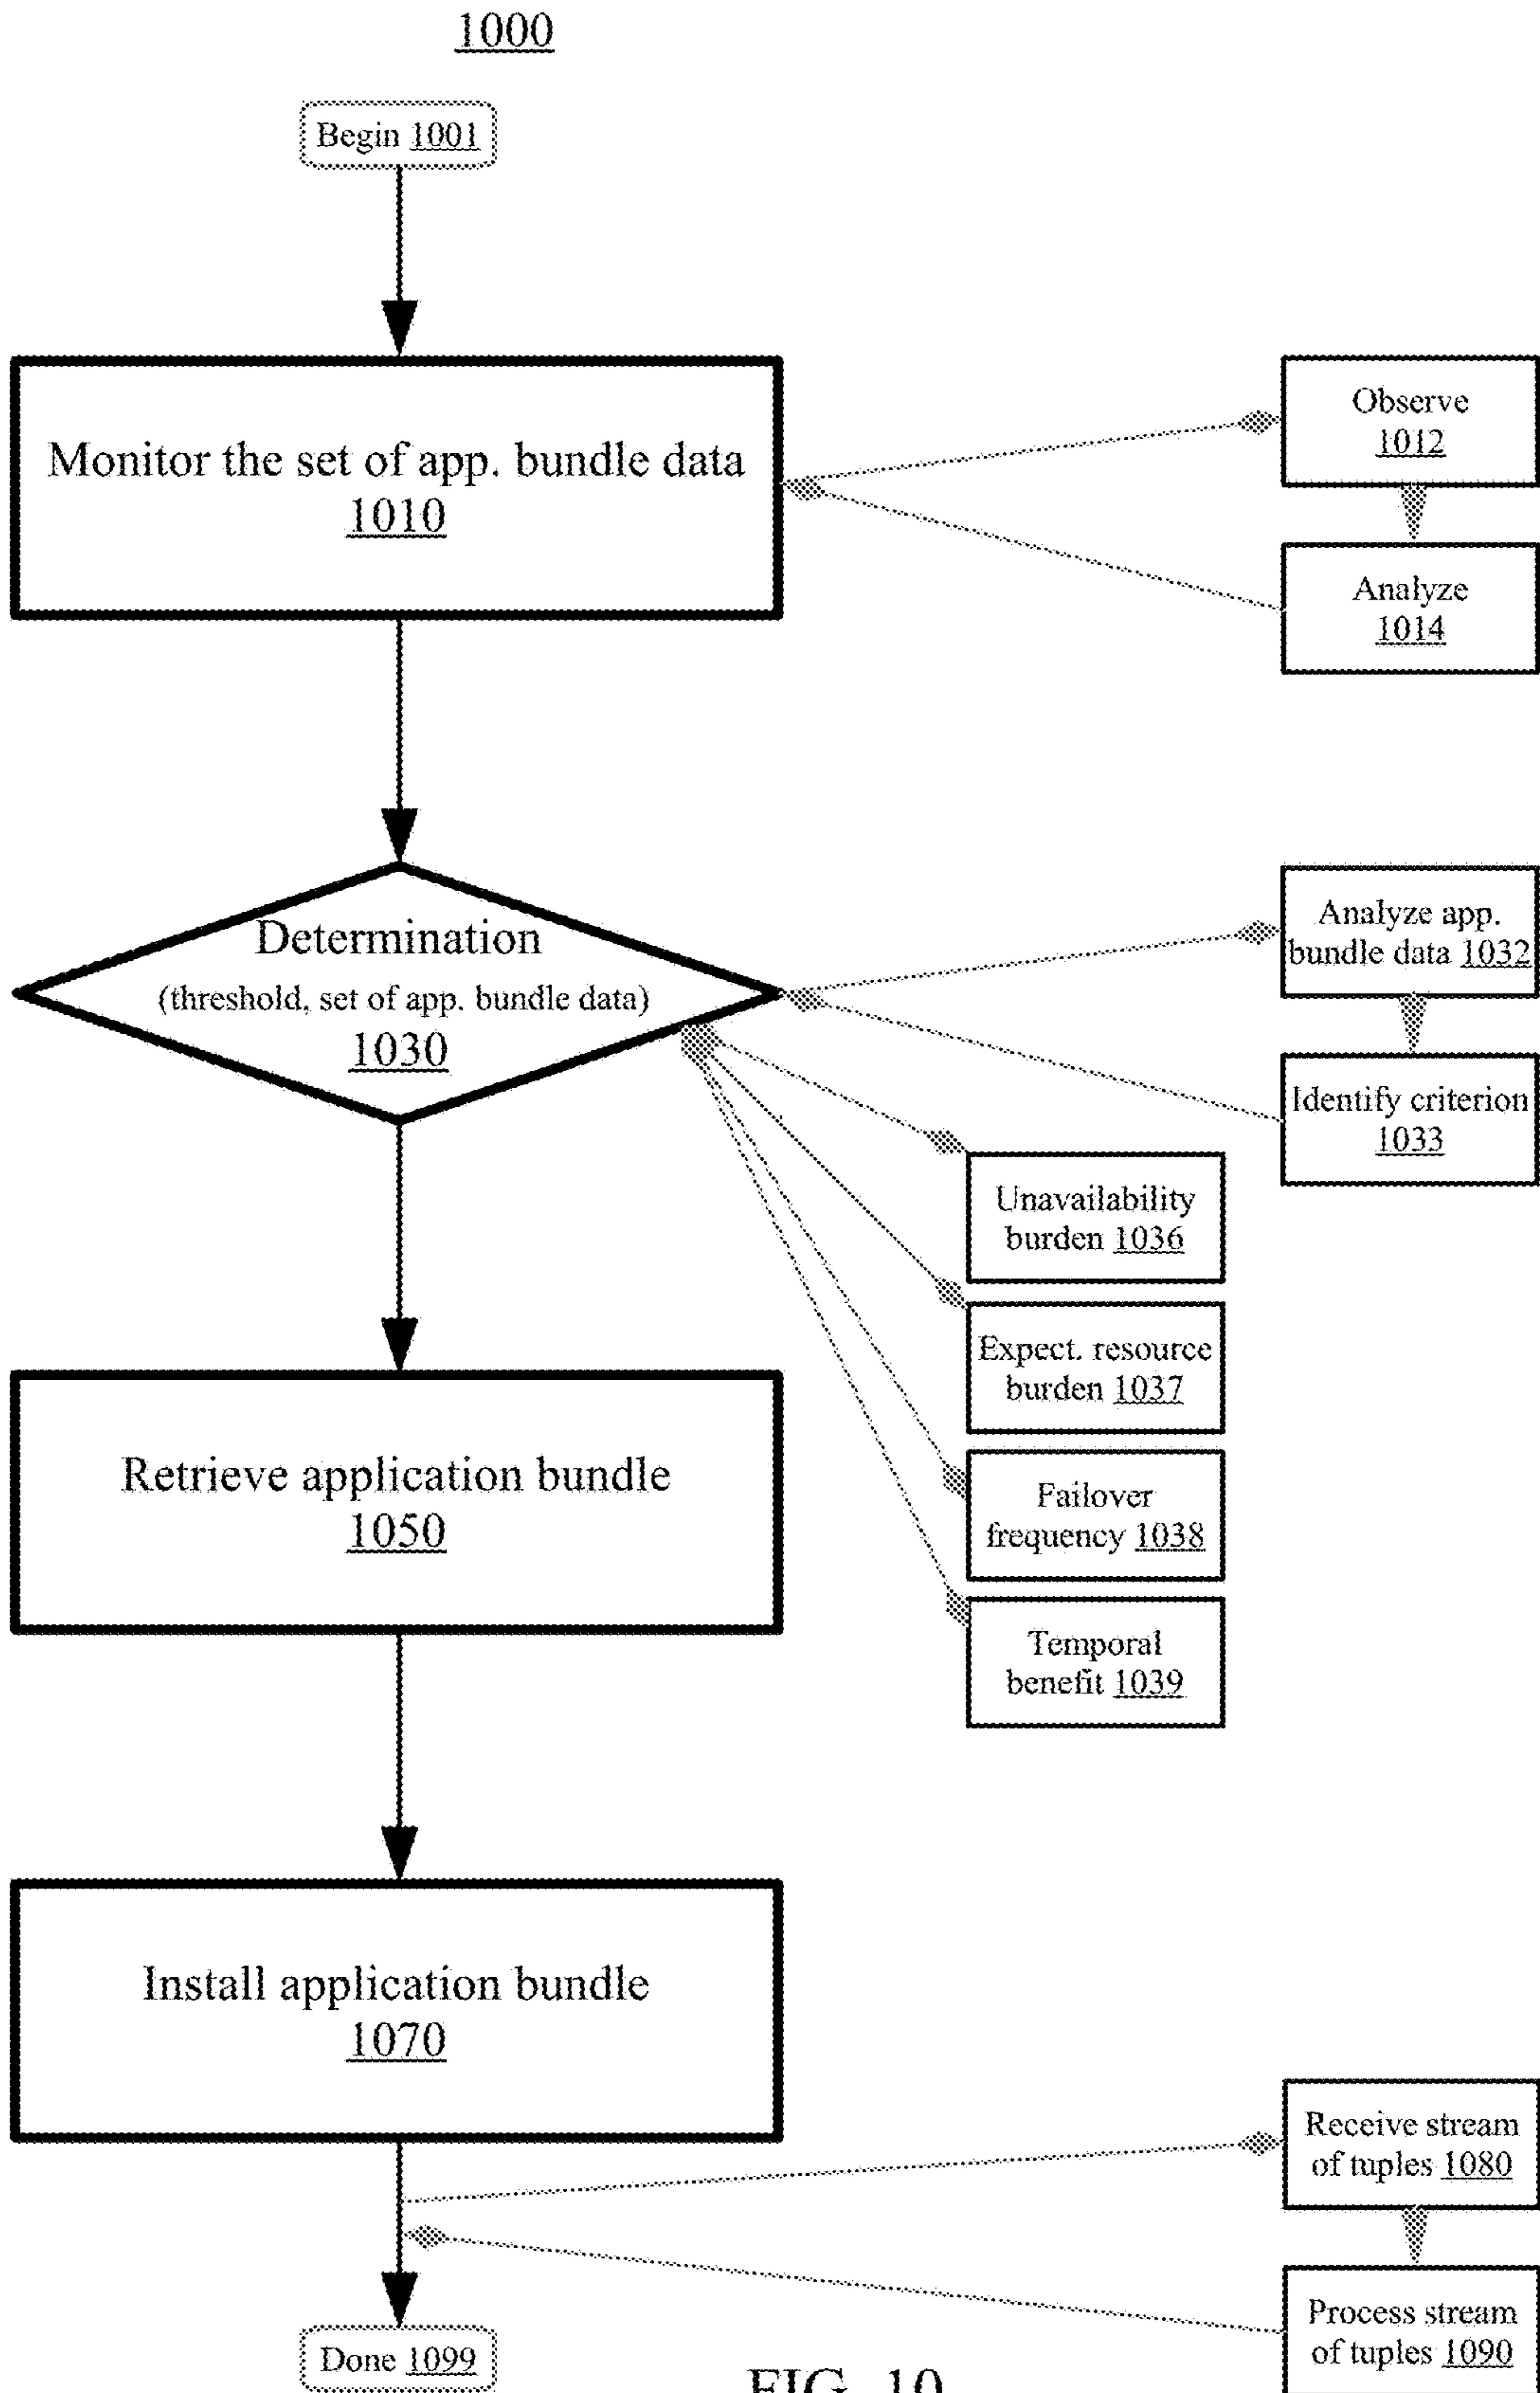 1000
Begin 1001
Monitor the set of app. bundle data
1010
Observe
1012
Analyze
1014
Determination
(threshold, set of app. bundle data)
1030
Analyze app.
bundle data 1032
Identify criterion
1033
Unavailability
burden 1036
Expect. resource
burden 1037
Failover
frequency 1038
Temporal
benefit 1039
Retrieve application bundle
1050
Install application bundle
1070
Receive stream
of tuples 1080
Process stream
of tuples 1090
Done 1099
FIG. 10